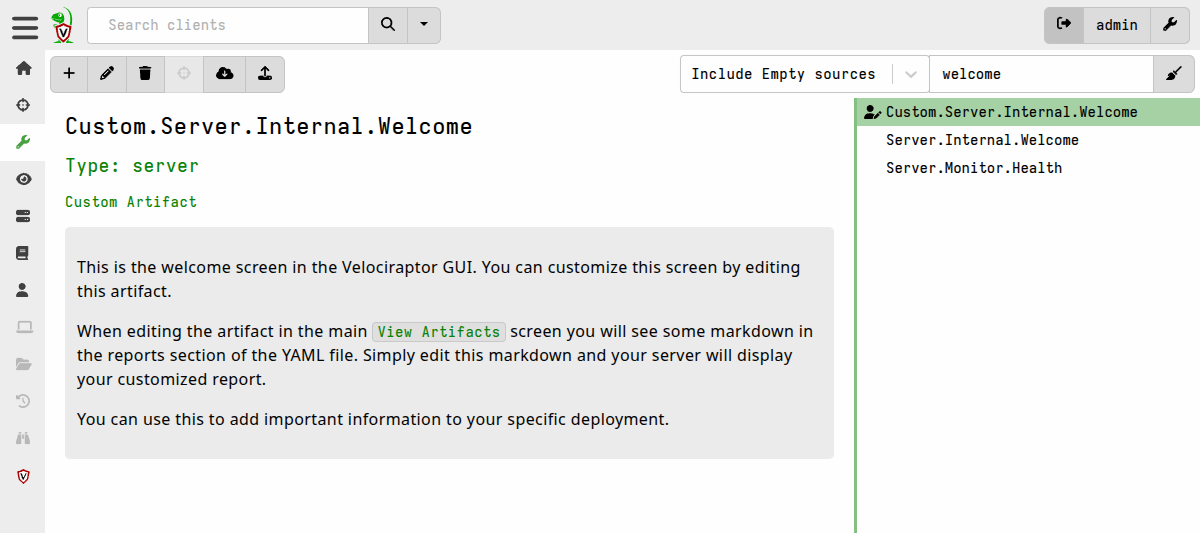 V
Search clients
admin
Include Empty sources
welcome
Custom.Server.Internal.Welcome
Type: server
Custom Artifact
This is the welcome screen in the Velociraptor GUI. You can customize this screen by editing
this artifact.
When editing the artifact in the main View Artifacts screen you will see some markdown in
the reports section of the YAML file. Simply edit this markdown and your server will display
your customized report.
You can use this to add important information to your specific deployment.
Custom.Server.Internal.Welcome
Server.Internal.Welcome
Server.Monitor.Health
V